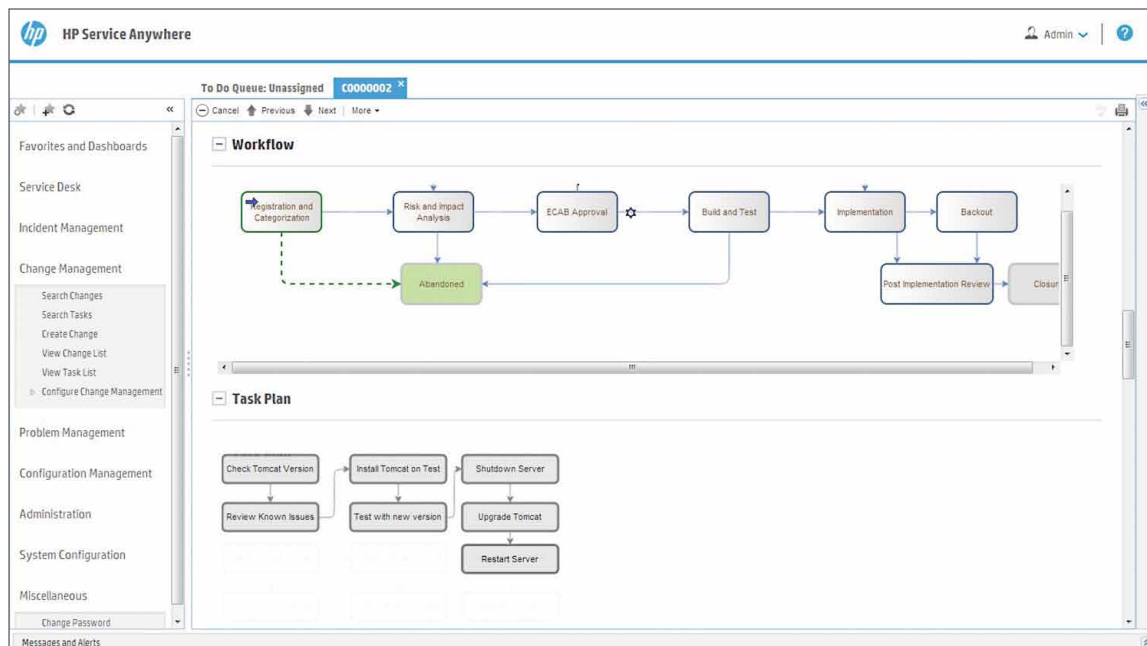 hp HP Service Anywhere
Admin
?
To Do Queue: Unassigned
C0000002 ×
«
Cancel Previous Next | More
Favorites and Dashboards
Service Desk
Incident Management
Change Management
Search Changes
Search Tasks
Create Change
View Change List
View Task List
Configure Change Management
Problem Management
Configuration Management
Administration
System Configuration
Miscellaneous
Change Password
Workflow
Registration and
Categorization
Risk and Impact
Analysis
ECAB Approval
Build and Test
Implementation
Backout
Abandoned
Post Implementation Review
Closur
Task Plan
Check Tomcat Version
Install Tomcat on Test
Shutdown Server
Review Known Issues
Test with new version
Upgrade Tomcat
Restart Server
Messages and Alerts